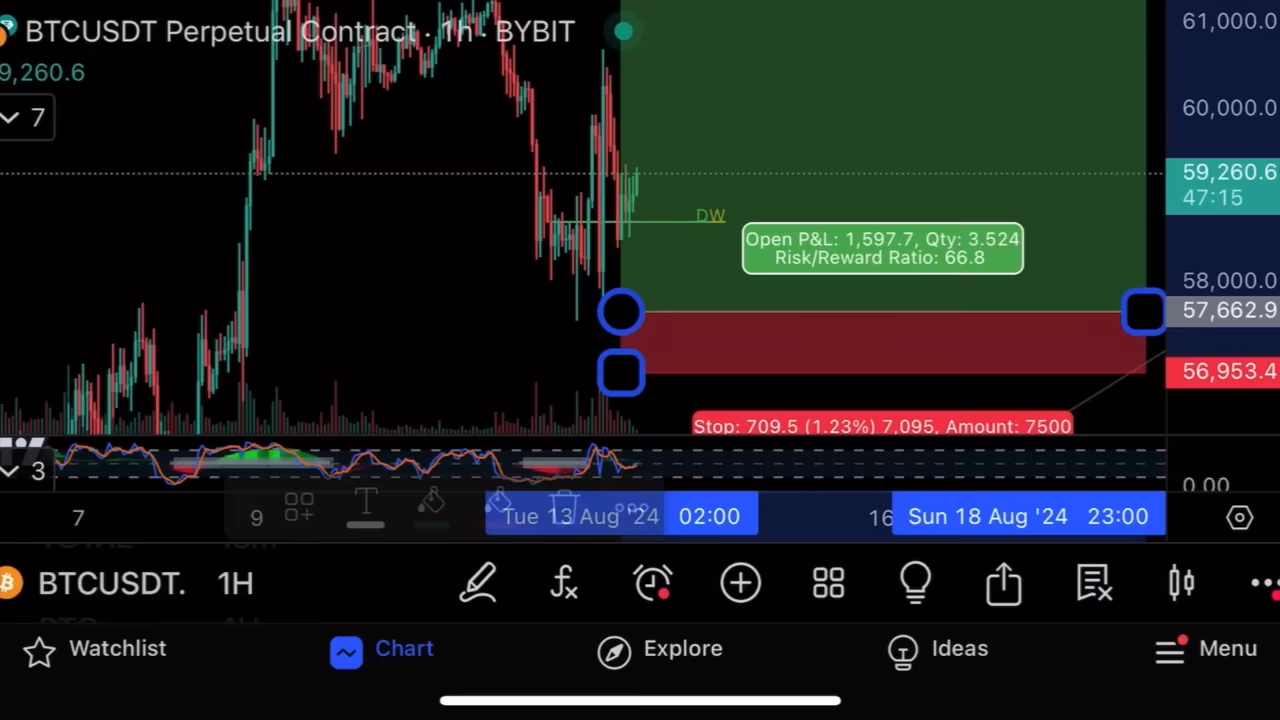 BTCUSDT Perpetual Contract · 1h · BYBIT
9,260.6
7
61,000.0
60,000.0
59,260.6
47:15
DW
Open P&L: 1,597.7, Qty: 3.524
Risk/Reward Ratio: 66.8
58,000.0
57,662.9
56,953.4
Stop: 709.5 (1.23%) 7,095, Amount: 7500
3
0.00
7
9
Tue 13 Aug '24 02:00
16
Sun 18 Aug '24 23:00
BTCUSDT. 1H
Watchlist
Chart
Explore
Ideas
Menu